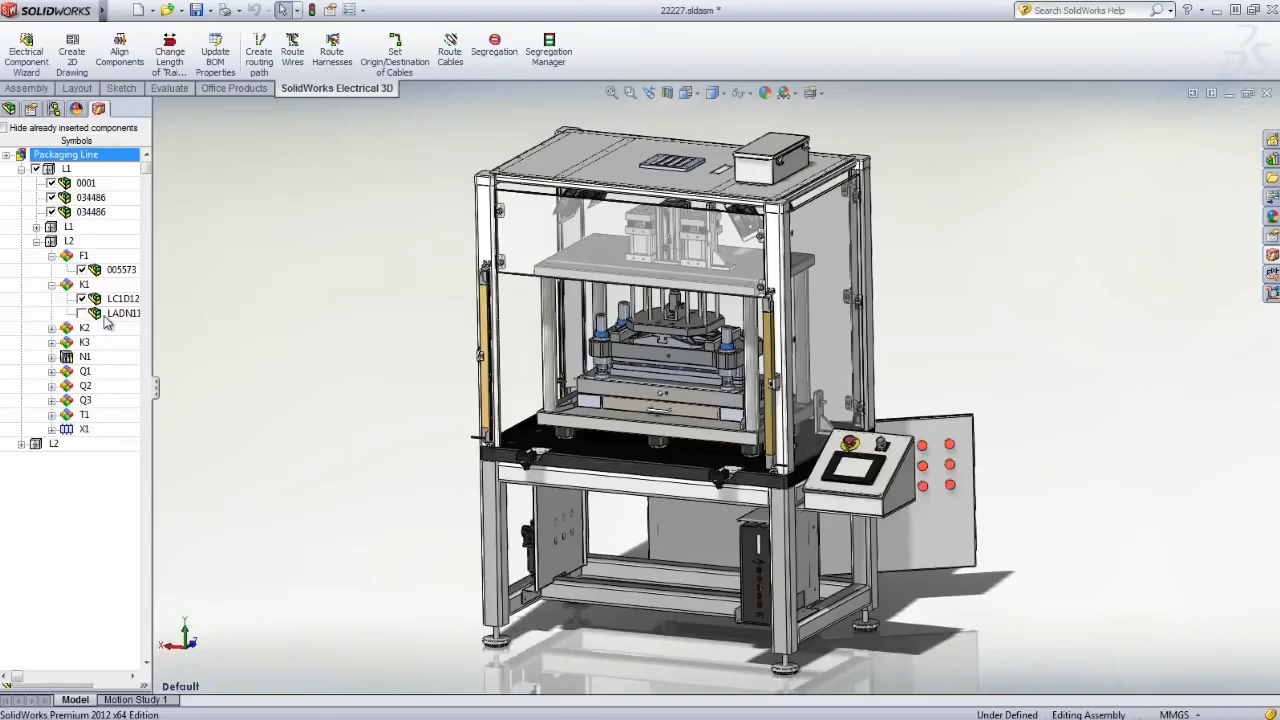 SOLIDWORKS
22227.sldasm *
Search SolidWorks Help
Electrical Component Wizard
Create 2D Drawing
Align Components
Change Length of "Rai...
Update BOM Properties
Create routing path
Route Wires
Route Harnesses
Set Origin/Destination of Cables
Route Cables
Segregation
Segregation Manager
Assembly
Layout
Sketch
Evaluate
Office Products
SolidWorks Electrical 3D
Hide already inserted components
Symbols
Packaging Line
L1
0001
034486
034486
L1
L2
F1
005573
K1
LC1D12
LADN11
K2
K3
N1
Q1
Q2
Q3
T1
X1
L2
Y
X
Z
Default
Model
Motion Study 1
SolidWorks Premium 2012 x64 Edition
Under Defined
Editing Assembly
MMGS